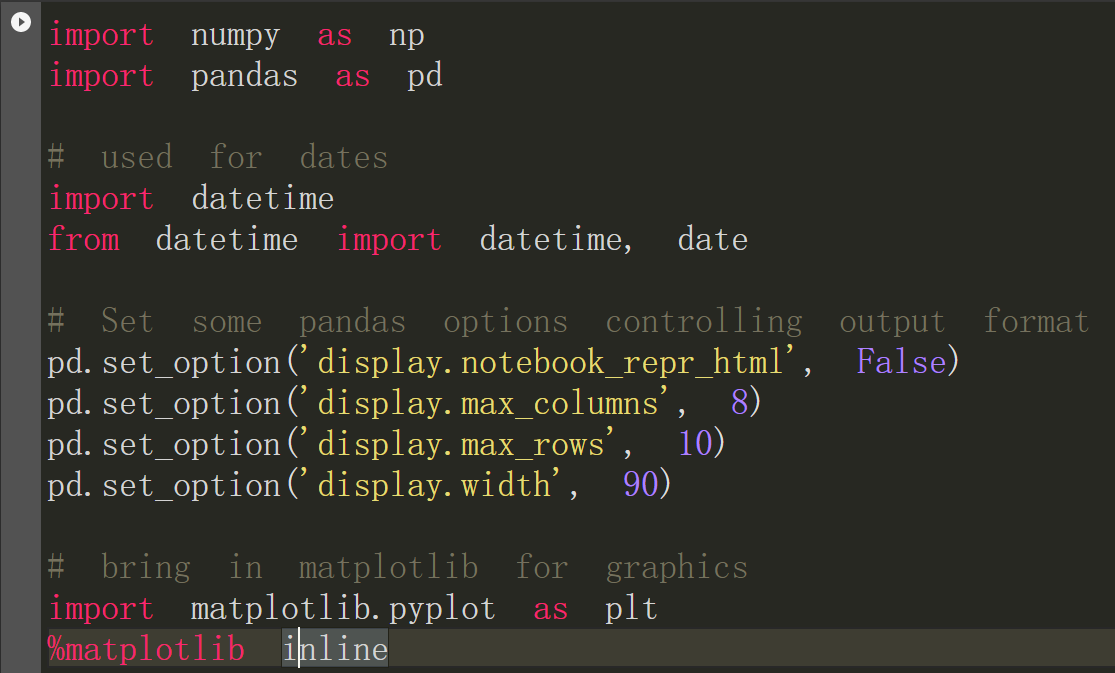 import numpy as np
import pandas as pd
# used for dates
import datetime
from datetime import datetime, date
# Set some pandas options controlling output format
pd.set_option('display.notebook_repr_html', False)
pd.set_option('display.max_columns', 8)
pd.set_option('display.max_rows', 10)
pd.set_option('display.width', 90)
# bring in matplotlib for graphics
import matplotlib.pyplot as plt
%matplotlib inline